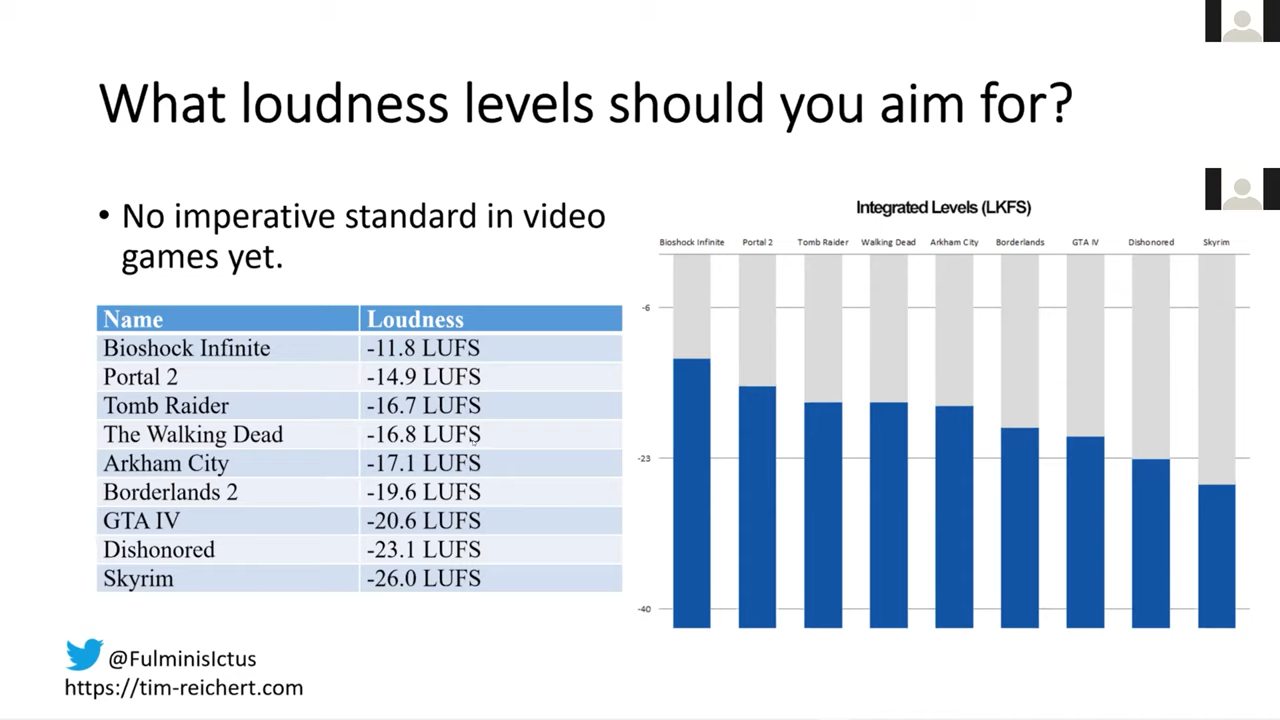 What loudness levels should you aim for?
• No imperative standard in video
games yet.
Name Loudness
Bioshock Infinite -11.8 LUFS
Portal 2 -14.9 LUFS
Tomb Raider -16.7 LUFS
The Walking Dead -16.8 LUFS
Arkham City -17.1 LUFS
Borderlands 2 -19.6 LUFS
GTA IV -20.6 LUFS
Dishonored -23.1 LUFS
Skyrim -26.0 LUFS
Integrated Levels (LKFS)
Bioshock Infinite Portal 2 Tomb Raider Walking Dead Arkham City Borderlands GTA IV Dishonored Skyrim
-6
-23
-40
@FulminisIctus
https://tim-reichert.com